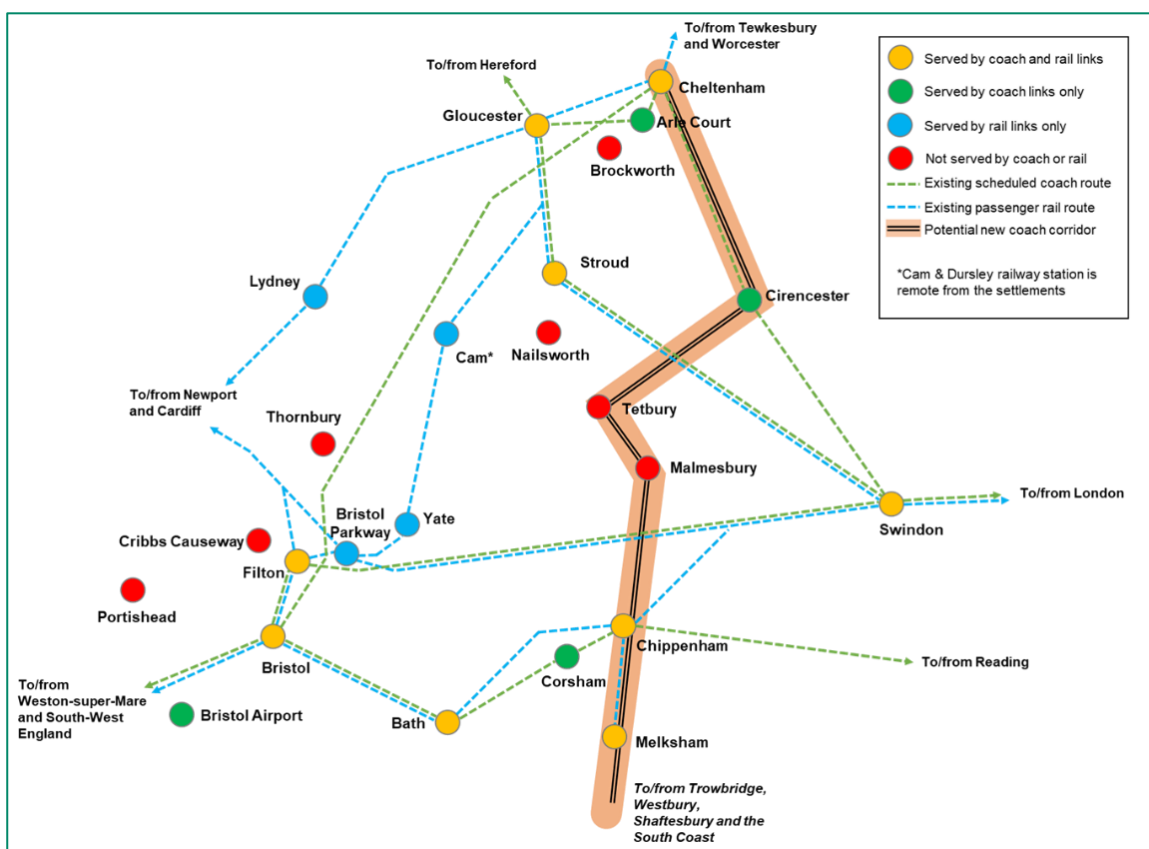 To/from Tewkesbury
and Worcester
To/from Hereford
Cheltenham
Gloucester
Arle Court
Brockworth
Stroud
Lydney
Cirencester
Cam*
Nailsworth
To/from Newport
and Cardiff
Tetbury
Thornbury
Malmesbury
To/from London
Swindon
Yate
Bristol
Parkway
Cribbs Causeway
Filton
Portishead
Chippenham
Bristol
To/from Reading
Corsham
To/from
Weston-super-Mare
and South-West
England
Bristol Airport
Bath
Melksham
To/from Trowbridge,
Westbury,
Shaftesbury and the
South Coast
Served by coach and rail links
Served by coach links only
Served by rail links only
Not served by coach or rail
Existing scheduled coach route
Existing passenger rail route
Potential new coach corridor
*Cam & Dursley railway station is
remote from the settlements